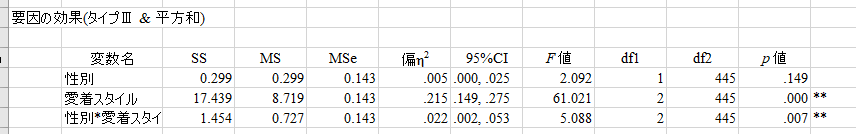 要因の効果(タイプⅢ & 平方和)
変数名 SS MS MSe 偏η² 95%CI F 値 df1 df2 p 値
性別 0.299 0.299 0.143 .005 .000, .025 2.092 1 445 .149
愛着スタイル 17.439 8.719 0.143 .215 .149, .275 61.021 2 445 .000 **
性別*愛着スタイ 1.454 0.727 0.143 .022 .002, .053 5.088 2 445 .007 **